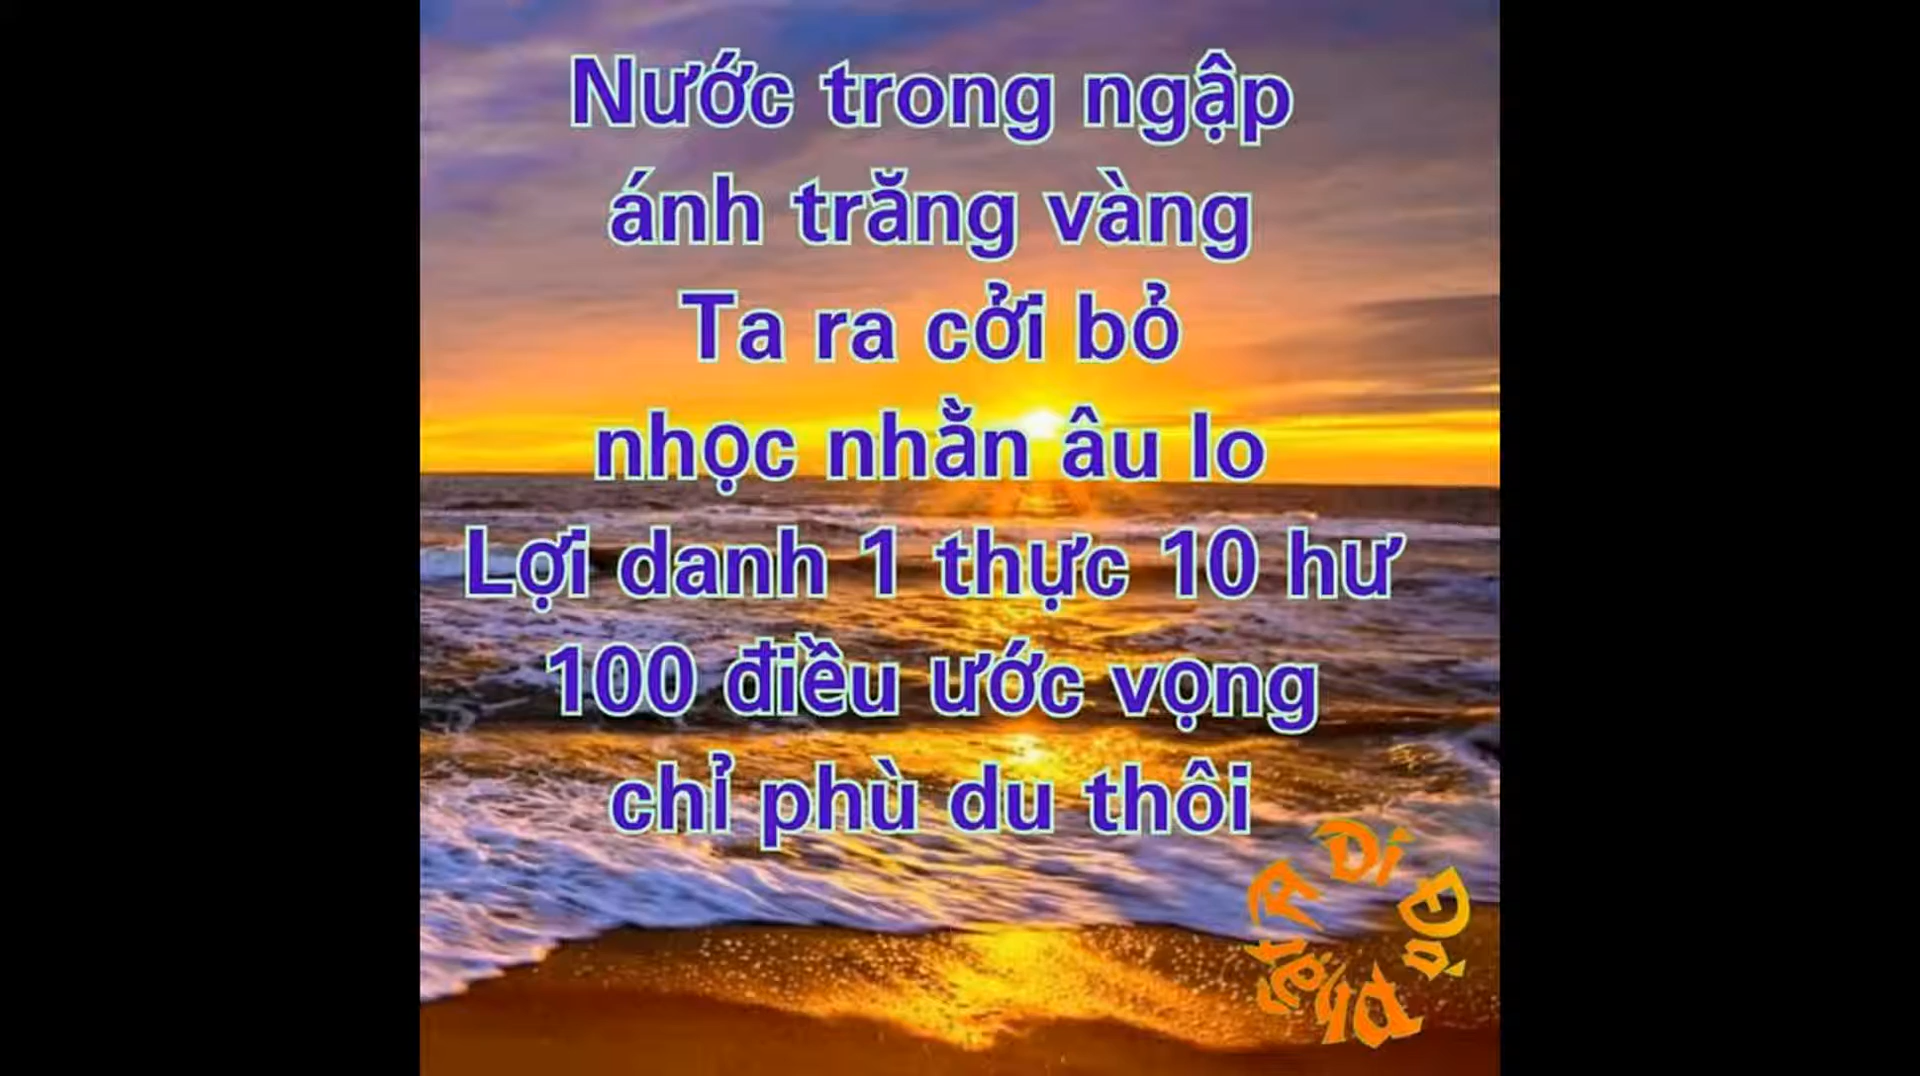 Nước trong ngập
ánh trăng vàng
Ta ra cởi bỏ
nhọc nhằn âu lo
Lợi danh 1 thực 10 hư
100 điều ước vọng
chỉ phù du thôi
Phật A Di Đà